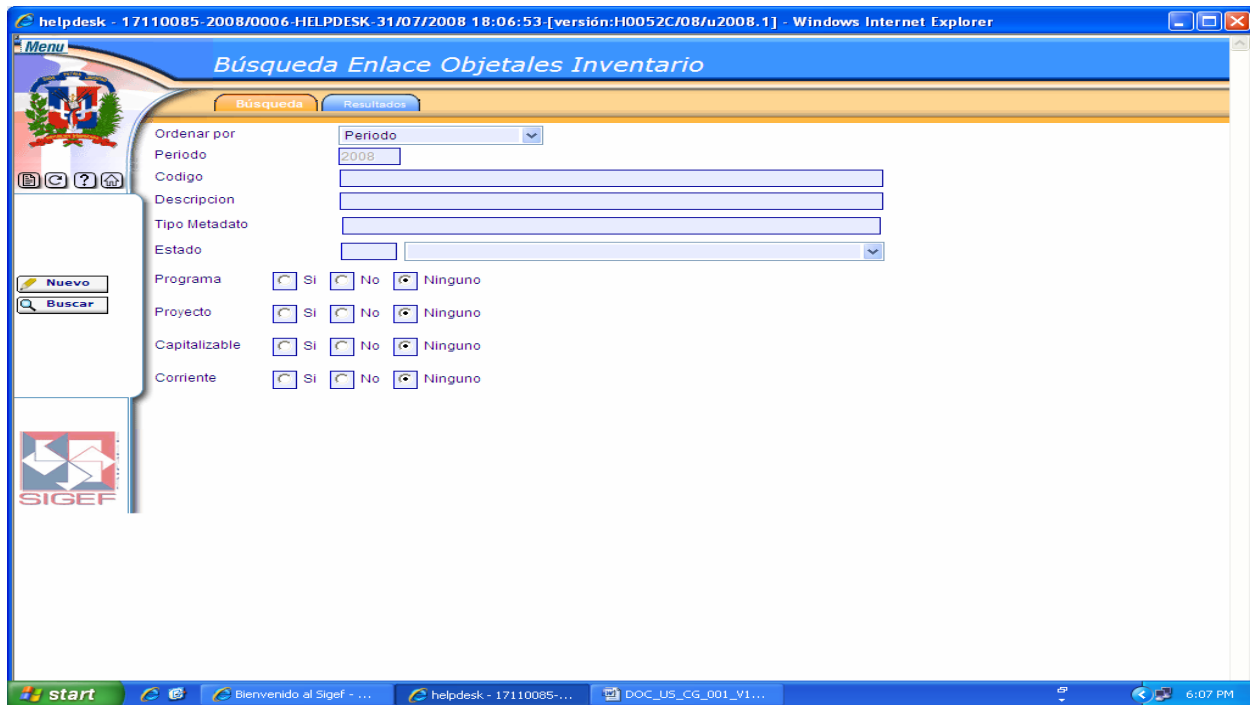 helpdesk - 17110085-2008/0006-HELPDESK-31/07/2008 18:06:53-[versión:H0052C/08/u2008.1] - Windows Internet Explorer
Menu
Búsqueda Enlace Objetales Inventario
Búsqueda Resultados
Ordenar por Periodo
Periodo 2008
Codigo
Descripcion
Tipo Metadato
Estado
Nuevo
Buscar
Programa Si No Ninguno
Proyecto Si No Ninguno
Capitalizable Si No Ninguno
Corriente Si No Ninguno
SIGEF
start Bienvenido al Sigef - ... helpdesk - 17110085-... DOC_US_CG_001_V1... 6:07 PM